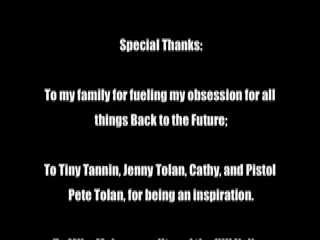 Special Thanks:
To my family for fueling my obsession for all
things Back to the Future;
To Tiny Tannin, Jenny Tolan, Cathy, and Pistol
Pete Tolan, for being an inspiration.